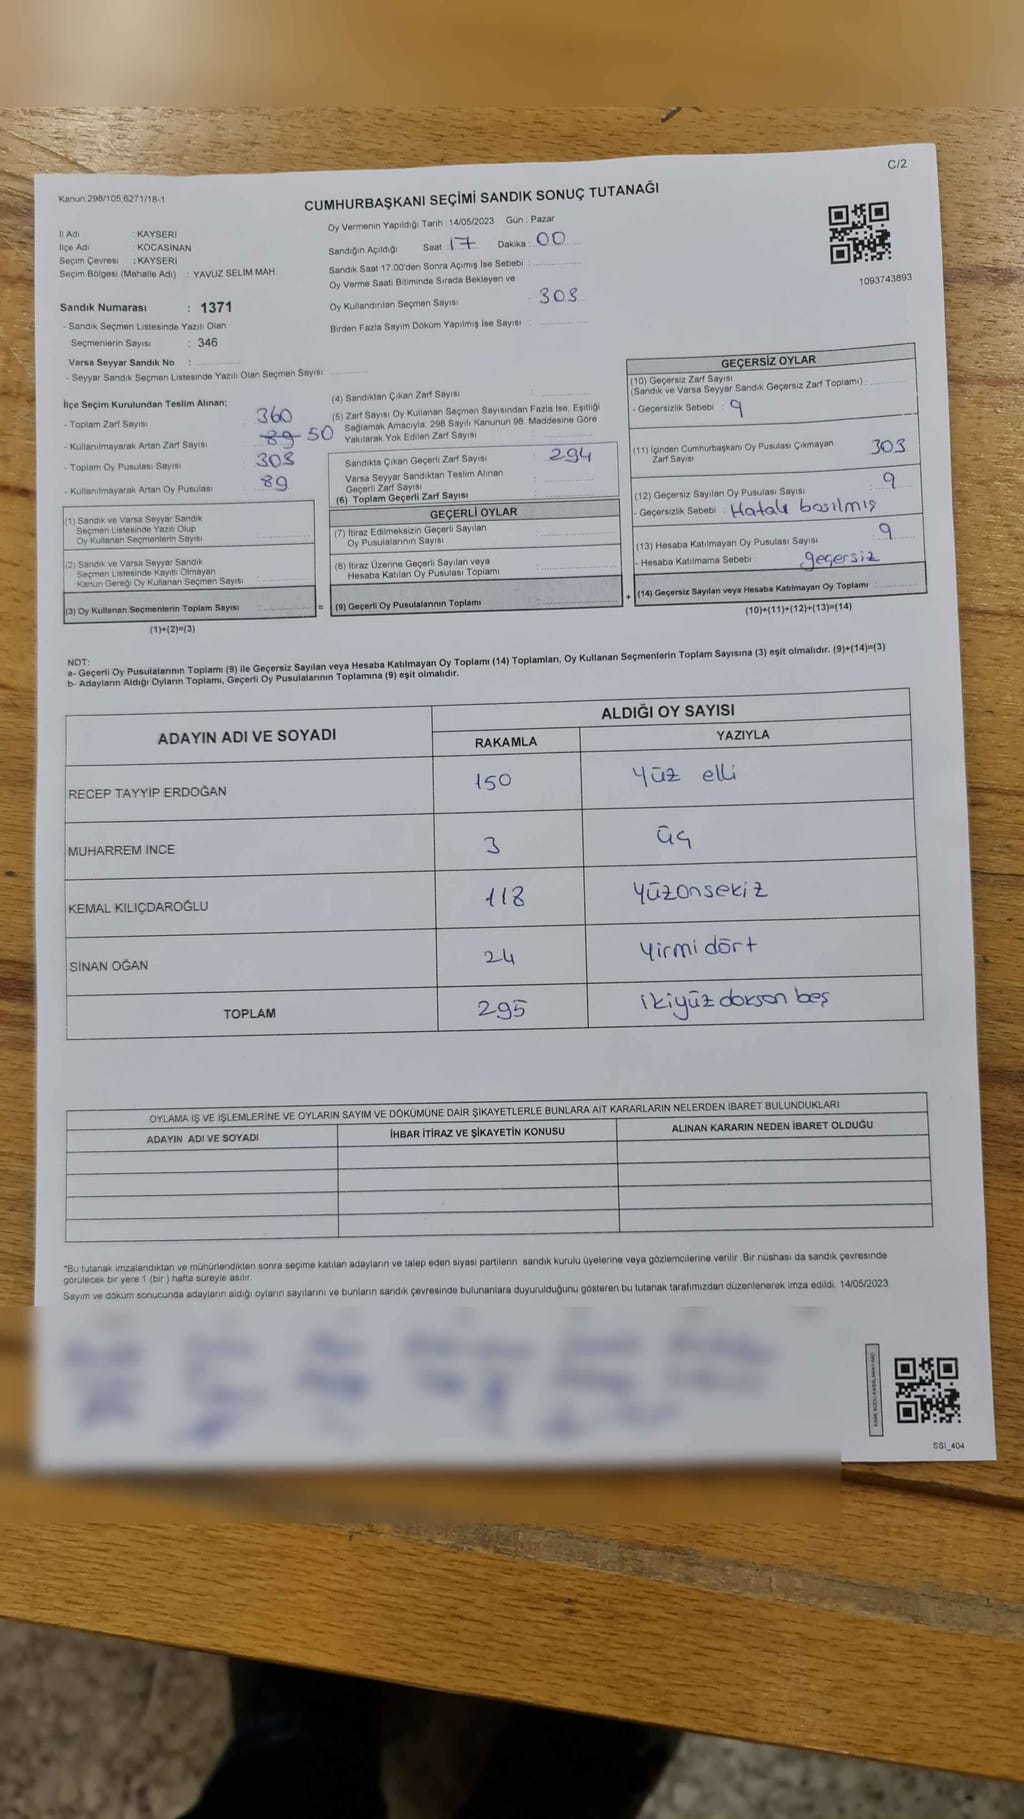 C/2
Kanun;298/105;6271/18-1
CUMHURBAŞKANI SEÇİMİ SANDIK SONUÇ TUTANAĞI
İl Adı : KAYSERİ
İlçe Adı : KOCASİNAN
Seçim Çevresi : KAYSERİ
Seçim Bölgesi (Mahalle Adı) : YAVUZ SELİM MAH.
Sandık Numarası : 1371
- Sandık Seçmen Listesinde Yazılı Olan
Seçmenlerin Sayısı : 346
Varsa Seyyar Sandık No :
- Seyyar Sandık Seçmen Listesinde Yazılı Olan Seçmen Sayısı :
Oy Vermenin Yapıldığı Tarih : 14/05/2023 Gün : Pazar
Sandığın Açıldığı Saat : 17 Dakika : 00
Sandık Saat 17.00'den Sonra Açımış İse Sebebi :
Oy Verme Saati Bitiminde Sırada Bekleyen ve
Oy Kullandırılan Seçmen Sayısı : 303
Birden Fazla Sayım Döküm Yapılmış İse Sayısı :
1093743893
İlçe Seçim Kurulundan Teslim Alınan;
- Toplam Zarf Sayısı : 360
- Kullanılmayarak Artan Zarf Sayısı : 89 50
- Toplam Oy Pusulası Sayısı : 303
- Kullanılmayarak Artan Oy Pusulası : 89
(1) Sandık ve Varsa Seyyar Sandık
Seçmen Listesinde Yazılı Olup
Oy Kullanan Seçmenlerin Sayısı :
(2) Sandık ve Varsa Seyyar Sandık
Seçmen Listesinde Kayıtlı Olmayan
Kanun Gereği Oy Kullanan Seçmen Sayısı :
(3) Oy Kullanan Seçmenlerin Toplam Sayısı : =
(1)+(2)=(3)
(4) Sandıktan Çıkan Zarf Sayısı :
(5) Zarf Sayısı Oy Kullanan Seçmen Sayısından Fazla İse, Eşitliği
Sağlamak Amacıyla, 298 Sayılı Kanunun 98. Maddesine Göre
Yakılarak Yok Edilen Zarf Sayısı :
Sandıkta Çıkan Geçerli Zarf Sayısı : 294
Varsa Seyyar Sandıktan Teslim Alınan
Geçerli Zarf Sayısı :
(6) Toplam Geçerli Zarf Sayısı :
GEÇERLİ OYLAR
(7) İtiraz Edilmeksizin Geçerli Sayılan
Oy Pusulalarının Sayısı :
(8) İtiraz Üzerine Geçerli Sayılan veya
Hesaba Katılan Oy Pusulası Toplamı :
(9) Geçerli Oy Pusulalarının Toplamı : +
GEÇERSİZ OYLAR
(10) Geçersiz Zarf Sayısı
(Sandık ve Varsa Seyyar Sandık Geçersiz Zarf Toplamı) :
- Geçersizlik Sebebi : 9
(11) İçinden Cumhurbaşkanı Oy Pusulası Çıkmayan
Zarf Sayısı : 303
(12) Geçersiz Sayılan Oy Pusulası Sayısı : 9
- Geçersizlik Sebebi : Hatalı basılmış
(13) Hesaba Katılmayan Oy Pusulası Sayısı : 9
- Hesaba Katılmama Sebebi : geçersiz
(14) Geçersiz Sayılan veya Hesaba Katılmayan Oy Toplamı :
(10)+(11)+(12)+(13)=(14)
NOT:
a- Geçerli Oy Pusulalarının Toplamı (9) ile Geçersiz Sayılan veya Hesaba Katılmayan Oy Toplamı (14) Toplamları, Oy Kullanan Seçmenlerin Toplam Sayısına (3) eşit olmalıdır. (9)+(14)=(3)
b- Adayların Aldığı Oyların Toplamı, Geçerli Oy Pusulalarının Toplamına (9) eşit olmalıdır.
ADAYIN ADI VE SOYADI
ALDIĞI OY SAYISI
RAKAMLA YAZIYLA
RECEP TAYYİP ERDOĞAN 150 Yüz elli
MUHARREM İNCE 3 üç
KEMAL KILIÇDAROĞLU 118 Yüzonsekiz
SİNAN OĞAN 24 Yirmi dört
TOPLAM 295 ikiyüz doksan beş
OYLAMA İŞ VE İŞLEMLERİNE VE OYLARIN SAYIM VE DÖKÜMÜNE DAİR ŞİKAYETLERLE BUNLARA AİT KARARLARIN NELERDEN İBARET BULUNDUKLARI
ADAYIN ADI VE SOYADI İHBAR İTİRAZ VE ŞİKAYETİN KONUSU ALINAN KARARIN NEDEN İBARET OLDUĞU
*Bu tutanak imzalandıktan ve mühürlendikten sonra seçime katılan adayların ve talep eden siyasi partilerin sandık kurulu üyelerine veya gözlemcilerine verilir. Bir nüshası da sandık çevresinde
görülecek bir yere 1 (bir ) hafta süreyle asılır.
Sayım ve döküm sonucunda adayların aldığı oyların sayılarını ve bunların sandık çevresinde bulunanlara duyurulduğunu gösteren bu tutanak tarafımızdan düzenlenerek imza edildi. 14/05/2023
SSI_404